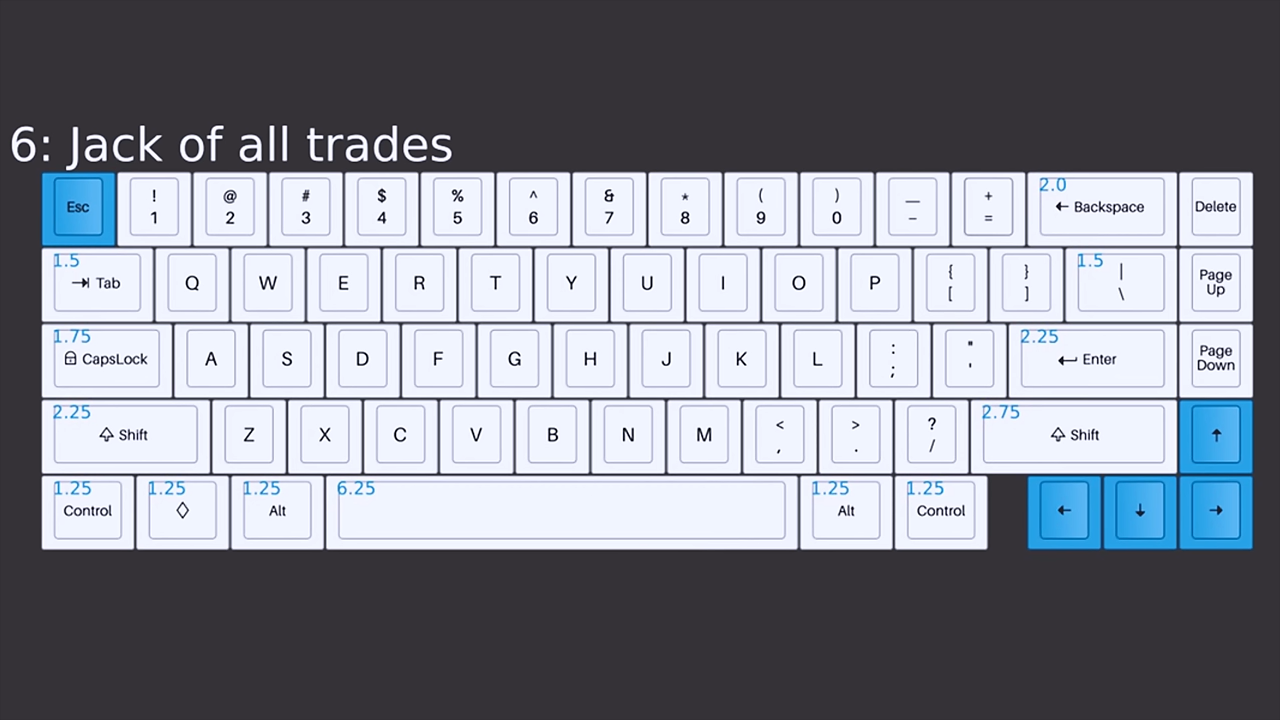 6: Jack of all trades
Esc ! 1 @ 2 # 3 $ 4 % 5 ^ 6 & 7 * 8 ( 9 ) 0 — - + = 2.0 ← Backspace Delete
1.5 Tab Q W E R T Y U I O P { [ } ] 1.5 | \ Page Up
1.75 CapsLock A S D F G H J K L : ; " ' 2.25 Enter Page Down
2.25 Shift Z X C V B N M < , > . ? / 2.75 Shift ↑
1.25 Control 1.25 ◇ 1.25 Alt 6.25 1.25 Alt 1.25 Control ← ↓ →